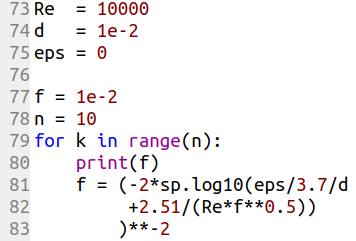 73 Re  = 10000
74 d   = 1e-2
75 eps = 0
76
77 f = 1e-2
78 n = 10
79 for k in range(n):
80     print(f)
81     f = (-2*sp.log10(eps/3.7/d
82          +2.51/(Re*f**0.5))
83         )**-2